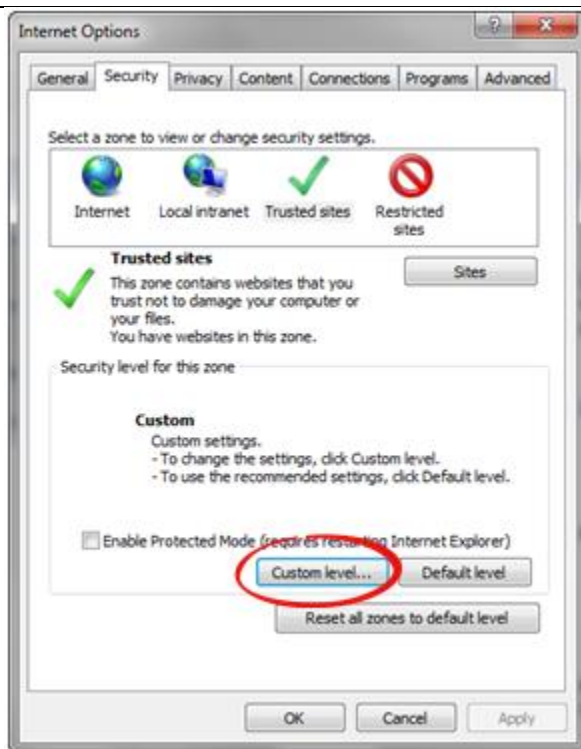 Internet Options
General Security Privacy Content Connections Programs Advanced
Select a zone to view or change security settings.
Internet Local intranet Trusted sites Restricted sites
Trusted sites
Sites
This zone contains websites that you
trust not to damage your computer or
your files.
You have websites in this zone.
Security level for this zone
Custom
Custom settings.
- To change the settings, click Custom level.
- To use the recommended settings, click Default level.
Enable Protected Mode (requires restarting Internet Explorer)
Custom level... Default level
Reset all zones to default level
OK Cancel Apply